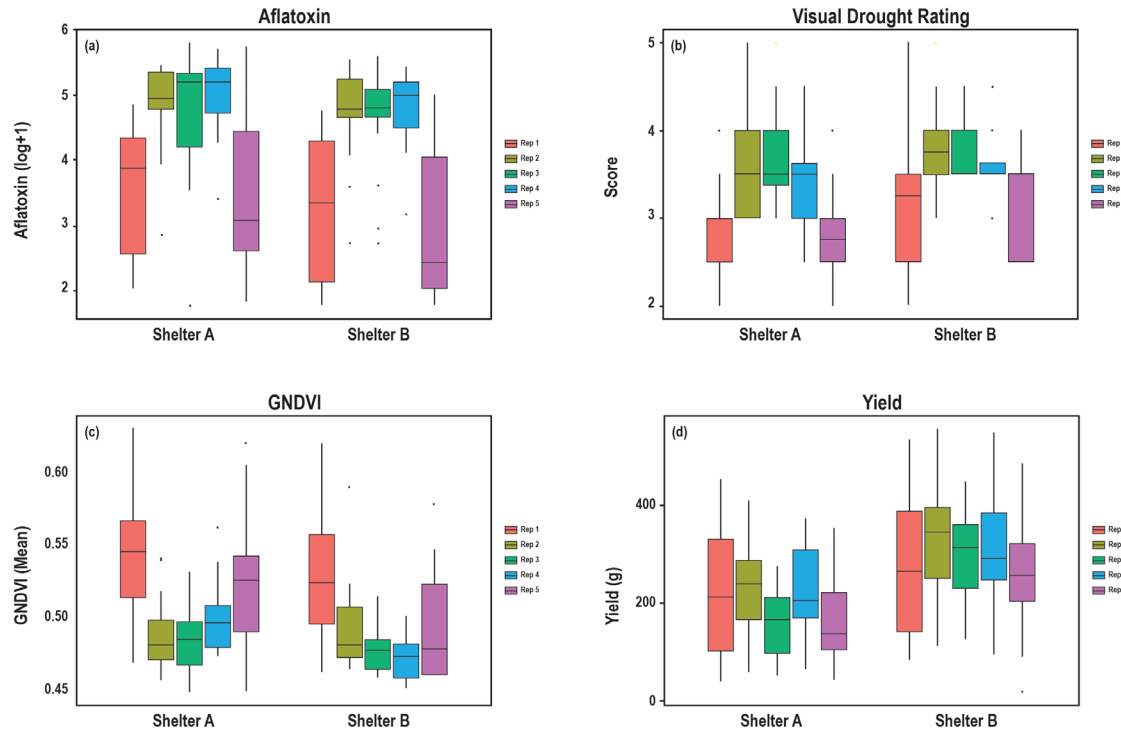 Aflatoxin
(a)
Aflatoxin (log+1)
6
5
4
3
2
Shelter A Shelter B
Rep 1
Rep 2
Rep 3
Rep 4
Rep 5
Visual Drought Rating
(b)
Score
5
4
3
2
Shelter A Shelter B
Rep
Rep
Rep
Rep
Rep
GNDVI
(c)
GNDVI (Mean)
0.60
0.55
0.50
0.45
Shelter A Shelter B
Rep 1
Rep 2
Rep 3
Rep 4
Rep 5
Yield
(d)
Yield (g)
400
200
0
Shelter A Shelter B
Rep
Rep
Rep
Rep
Rep